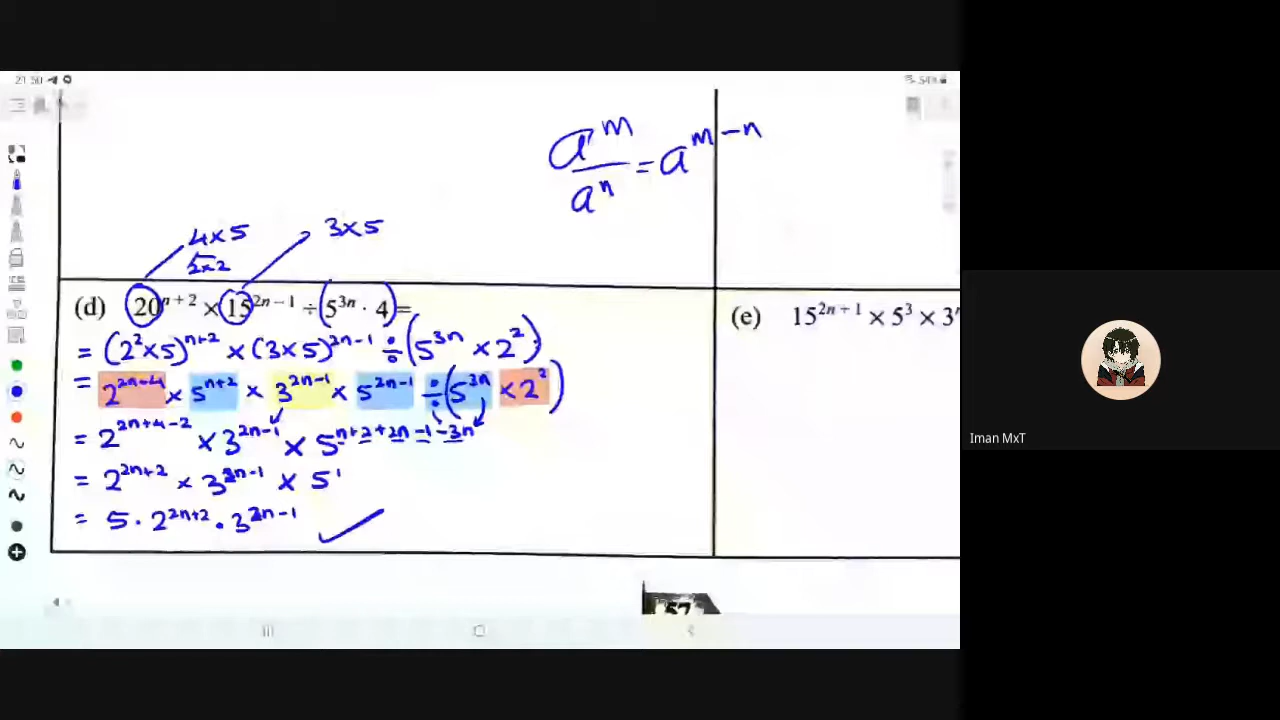 21:50 54%
a^m / a^n = a^(m-n)
4×5 3×5
2×2
(d) 20^(n+2) × 15^(2n-1) ÷ (5^(3n) · 4) =
= (2^2×5)^(n+2) × (3×5)^(2n-1) ÷ (5^(3n) × 2^2)
= 2^(2n+4) × 5^(n+2) × 3^(2n-1) × 5^(2n-1) ÷ (5^(3n) × 2^2)
= 2^(2n+4-2) × 3^(2n-1) × 5^(n+2+2n-1-3n)
= 2^(2n+2) × 3^(2n-1) × 5^1
= 5 · 2^(2n+2) · 3^(2n-1)
(e) 15^(2n+1) × 5^3 × 3
57
Iman MxT